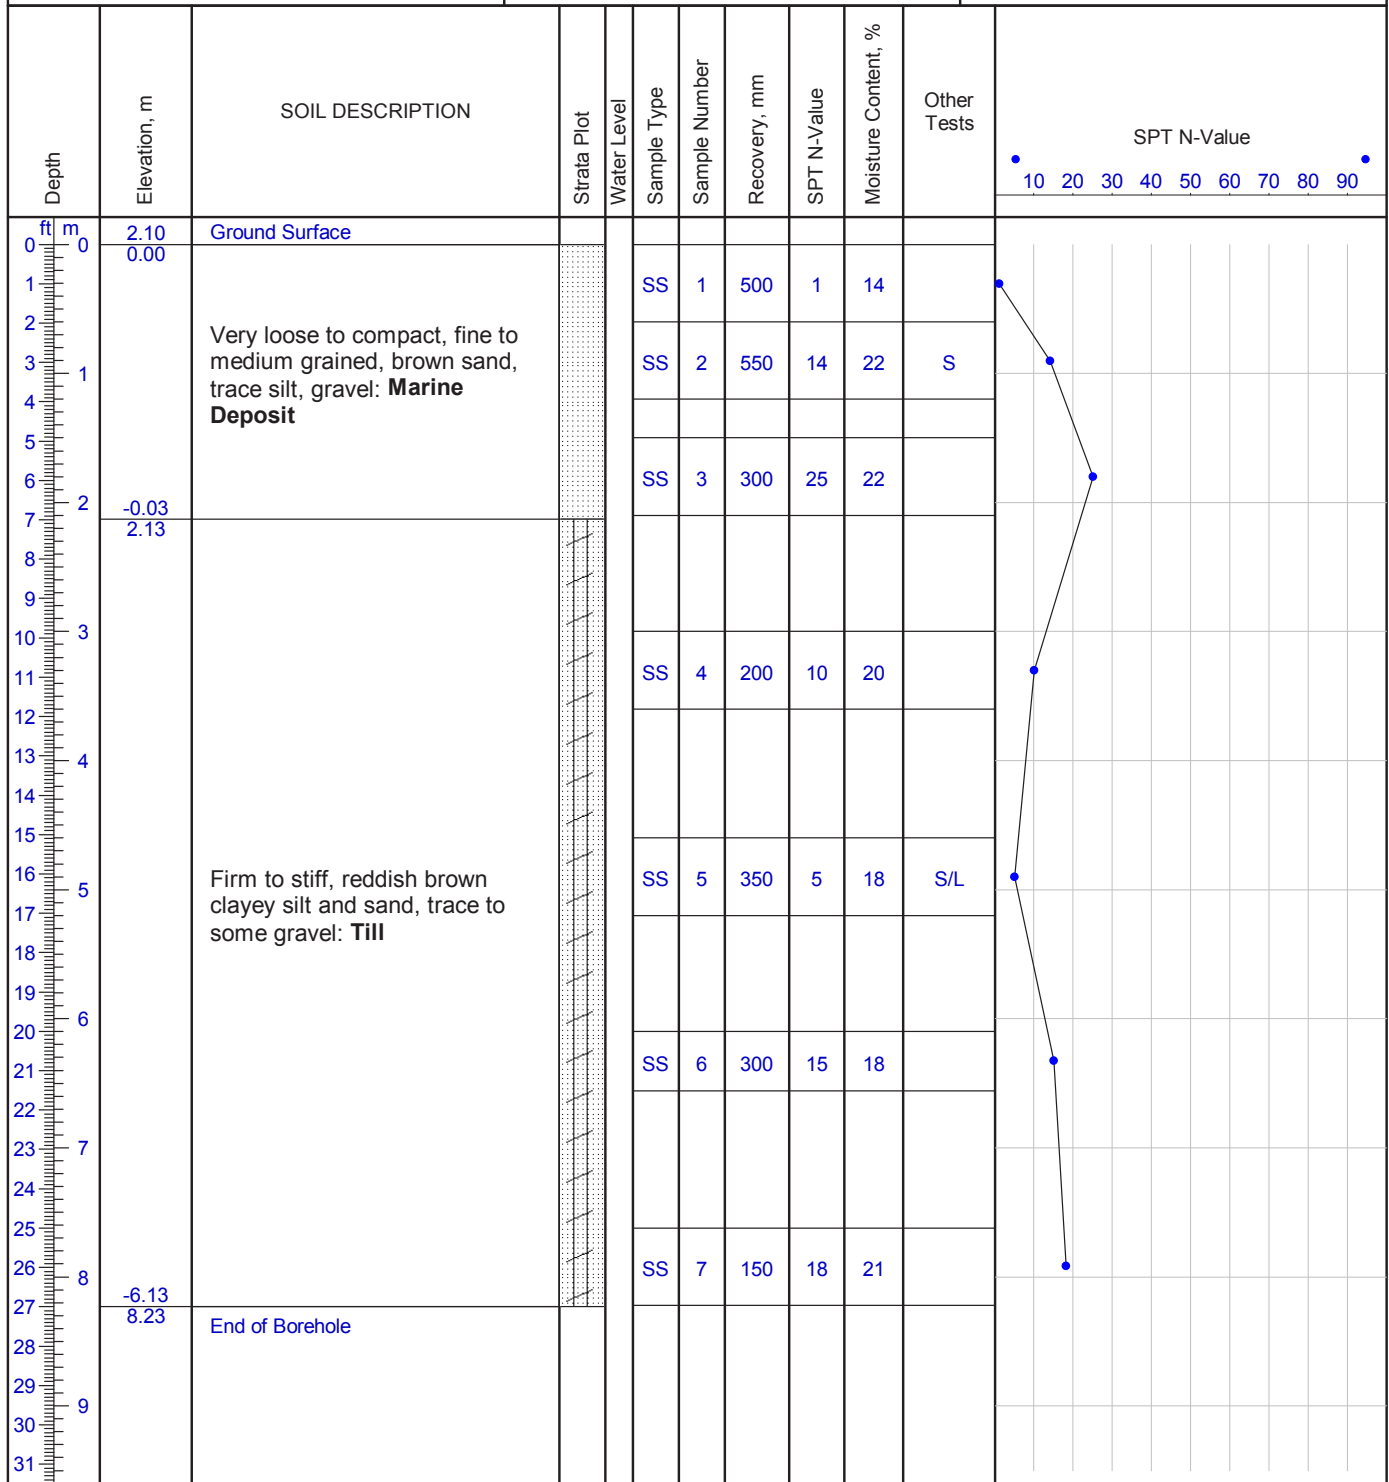 Depth
Elevation, m
SOIL DESCRIPTION
Strata Plot
Water Level
Sample Type
Sample Number
Recovery, mm
SPT N-Value
Moisture Content, %
Other
Tests
SPT N-Value
10 20 30 40 50 60 70 80 90
ft m
2.10 Ground Surface
0 0
0.00
1 SS 1 500 1 14
2
Very loose to compact, fine to
medium grained, brown sand,
trace silt, gravel: Marine
Deposit
3 1 SS 2 550 14 22 S
4
5
6 SS 3 300 25 22
2
-0.03
7
2.13
8
9
10 3
11 SS 4 200 10 20
12
13 4
14
15
16 5 SS 5 350 5 18 S/L
Firm to stiff, reddish brown
clayey silt and sand, trace to
some gravel: Till
17
18
19
20 6
21 SS 6 300 15 18
22
23 7
24
25
26 8 SS 7 150 18 21
-6.13
27
8.23
End of Borehole
28
29
9
30
31